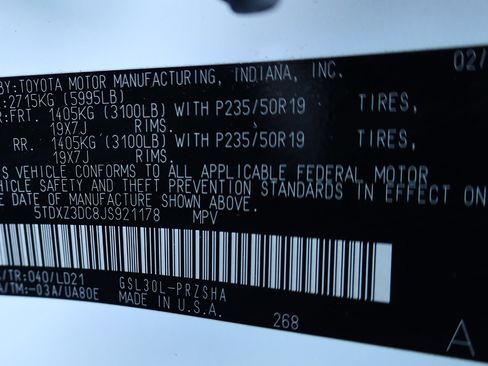 BY:TOYOTA MOTOR MANUFACTURING, INDIANA, INC. 02/
:2715KG (5995LB)
R:FRT. 1405KG (3100LB) WITH P235/50R19 TIRES,
19X7J RIMS.
RR. 1405KG (3100LB) WITH P235/50R19 TIRES,
19X7J RIMS.
S VEHICLE CONFORMS TO ALL APPLICABLE FEDERAL MOTOR
HICLE SAFETY AND THEFT PREVENTION STANDARDS IN EFFECT ON
E DATE OF MANUFACTURE SHOWN ABOVE.
5TDXZ3DC8JS921178 MPV
/TR:040/LD21 GSL30L-PRZSHA
A/TM:-03A/UA80E MADE IN U.S.A. 268 A